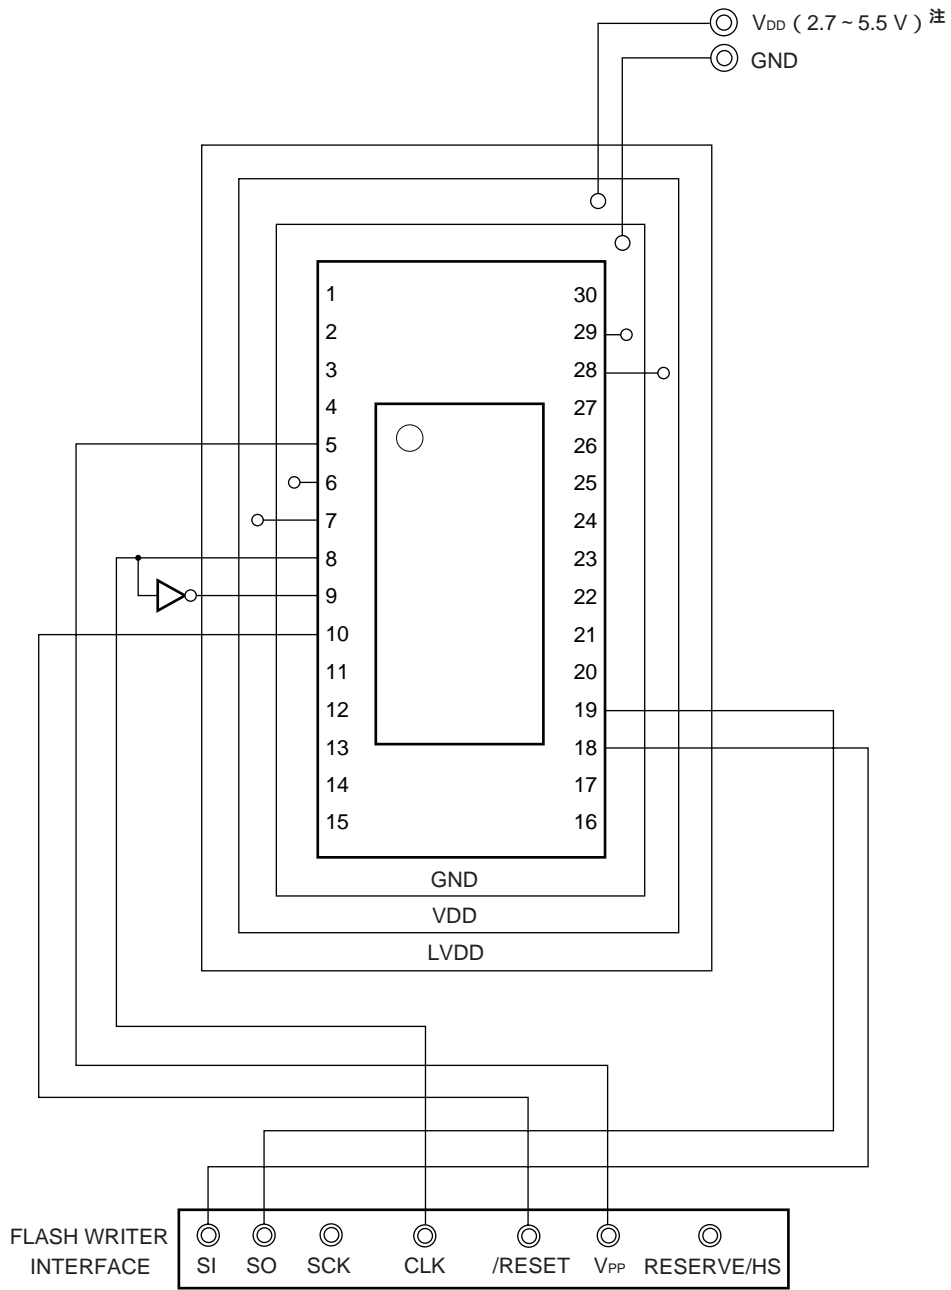 VDD ( 2.7 ~ 5.5 V ) 注
GND
1 30
2 29
3 28
4 27
5 26
6 25
7 24
8 23
9 22
10 21
11 20
12 19
13 18
14 17
15 16
GND
VDD
LVDD
FLASH WRITER
INTERFACE
SI SO SCK CLK /RESET VPP RESERVE/HS